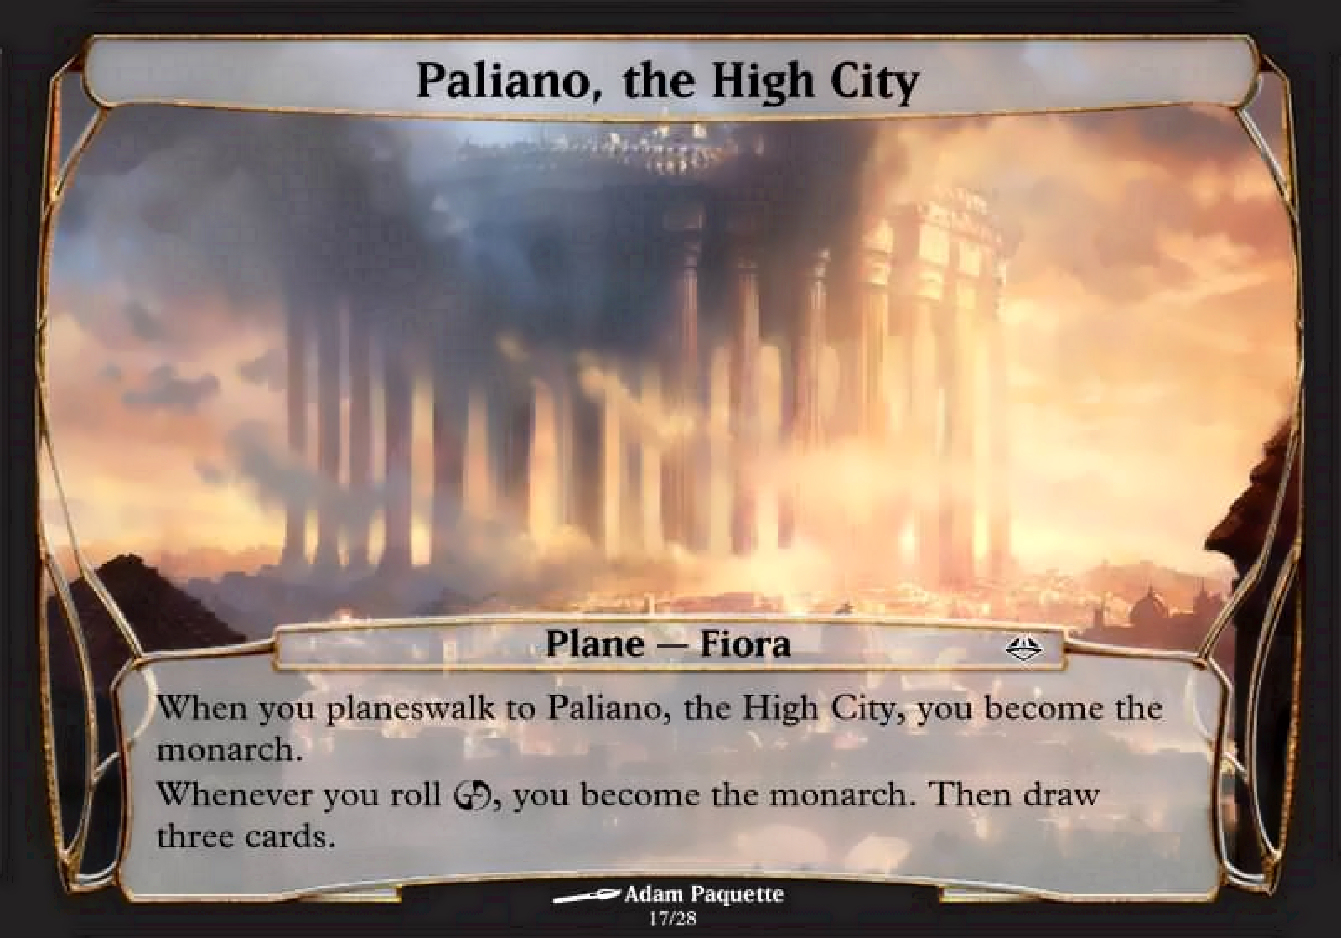 Paliano, the High City
Plane — Fiora
When you planeswalk to Paliano, the High City, you become the
monarch.
Whenever you roll , you become the monarch. Then draw
three cards.
Adam Paquette
17/28